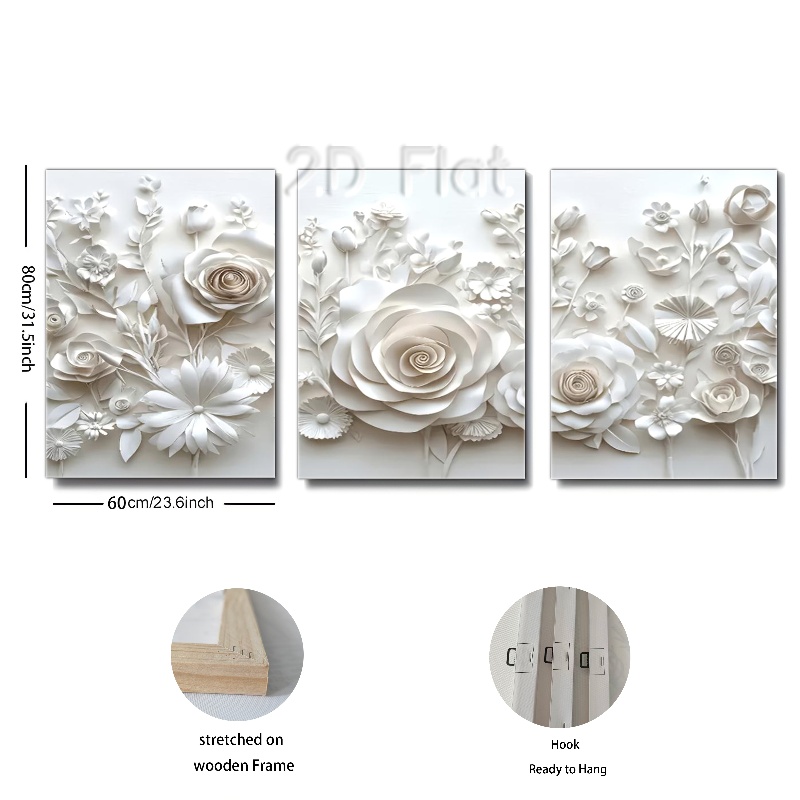 2D Flat
80cm/31.5inch
60cm/23.6inch
stretched on
wooden Frame
Hook
Ready to Hang